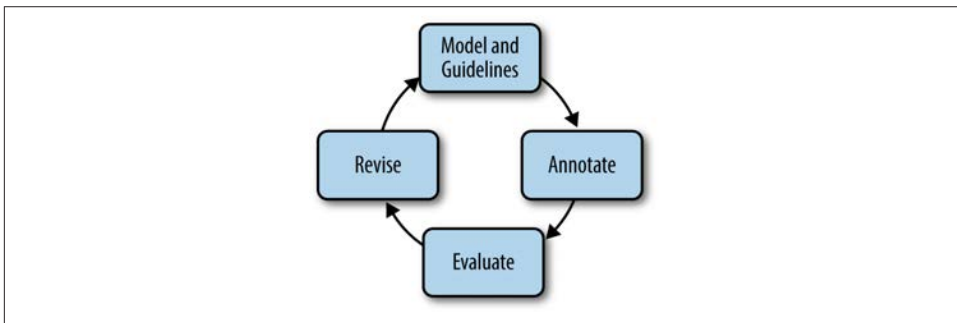 Model and
Guidelines
Annotate
Evaluate
Revise